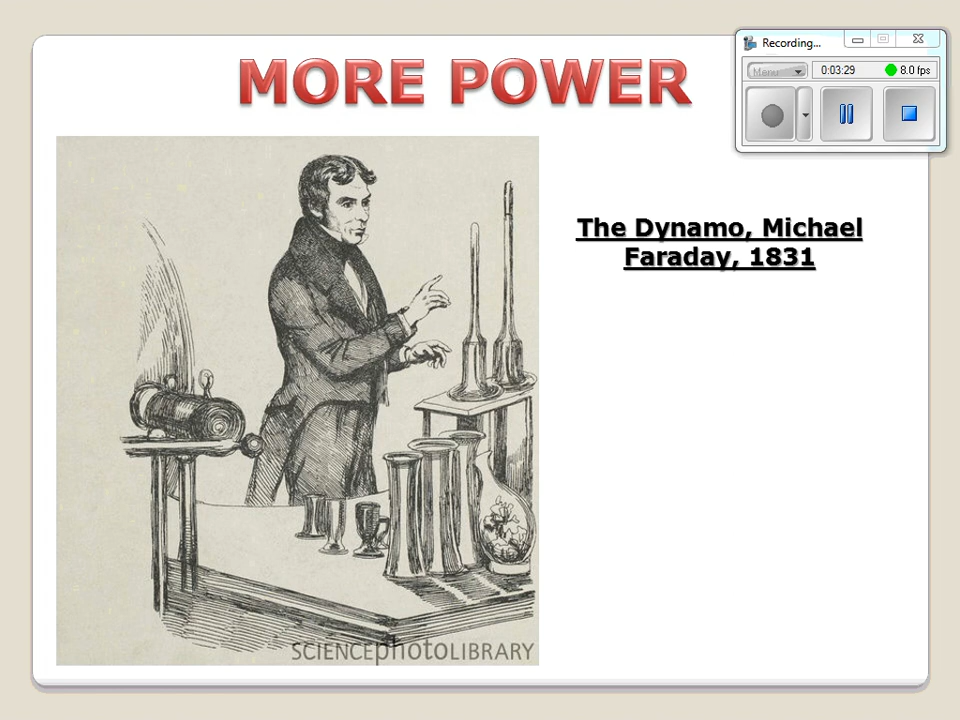 MORE POWER
Recording...
Menu
0:03:29
8.0 fps
The Dynamo, Michael
Faraday, 1831
SCIENCEphotoLIBRARY